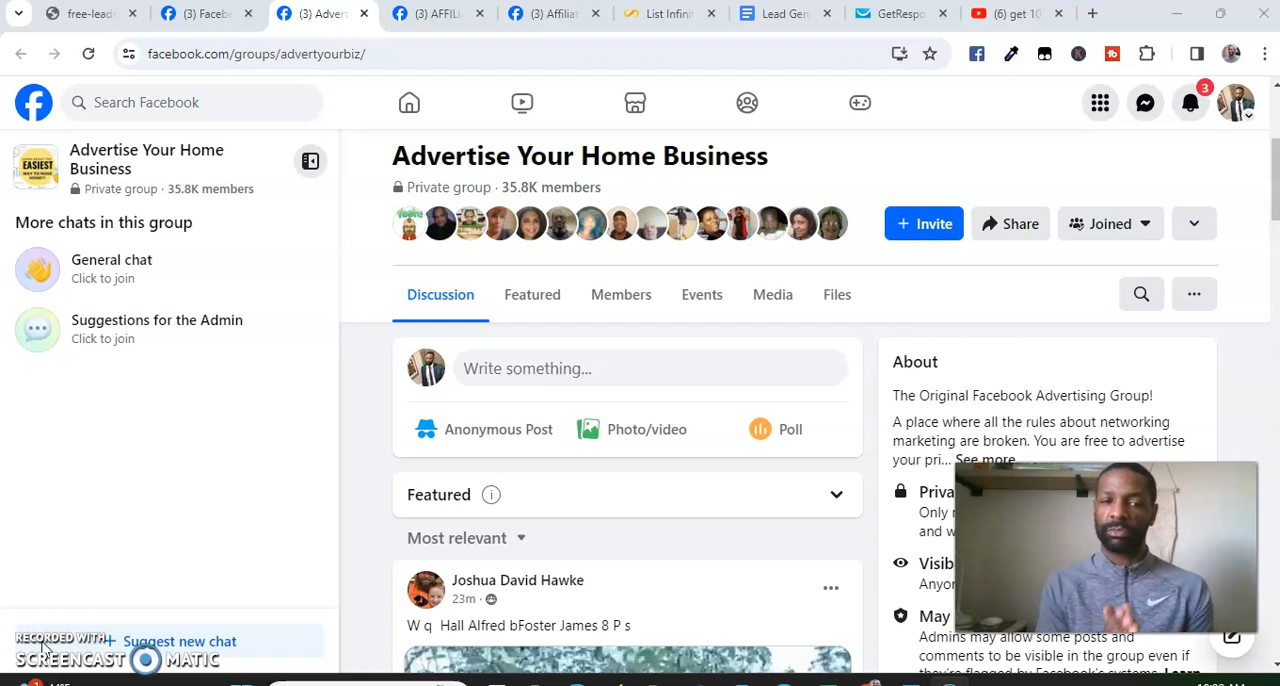 free-leads
(3) Facebo
(3) Advert
(3) AFFILI
(3) Affiliat
List Infinit
Lead Gen
GetRespo
(6) get 10
facebook.com/groups/advertyourbiz/
Search Facebook
3
EASIEST
Advertise Your Home
Business
Private group · 35.8K members
More chats in this group
General chat
Click to join
Suggestions for the Admin
Click to join
+ Suggest new chat
RECORDED WITH
SCREENCAST MATIC
Advertise Your Home Business
Private group · 35.8K members
+ Invite
Share
Joined
Discussion
Featured
Members
Events
Media
Files
Write something...
Anonymous Post
Photo/video
Poll
Featured
Most relevant
Joshua David Hawke
23m ·
W q Hall Alfred bFoster James 8 P s
About
The Original Facebook Advertising Group!
A place where all the rules about networking
marketing are broken. You are free to advertise
your pri... See more
Priva
Only
and w
Visib
Anyon
May
Admins may allow some posts and
comments to be visible in the group even if